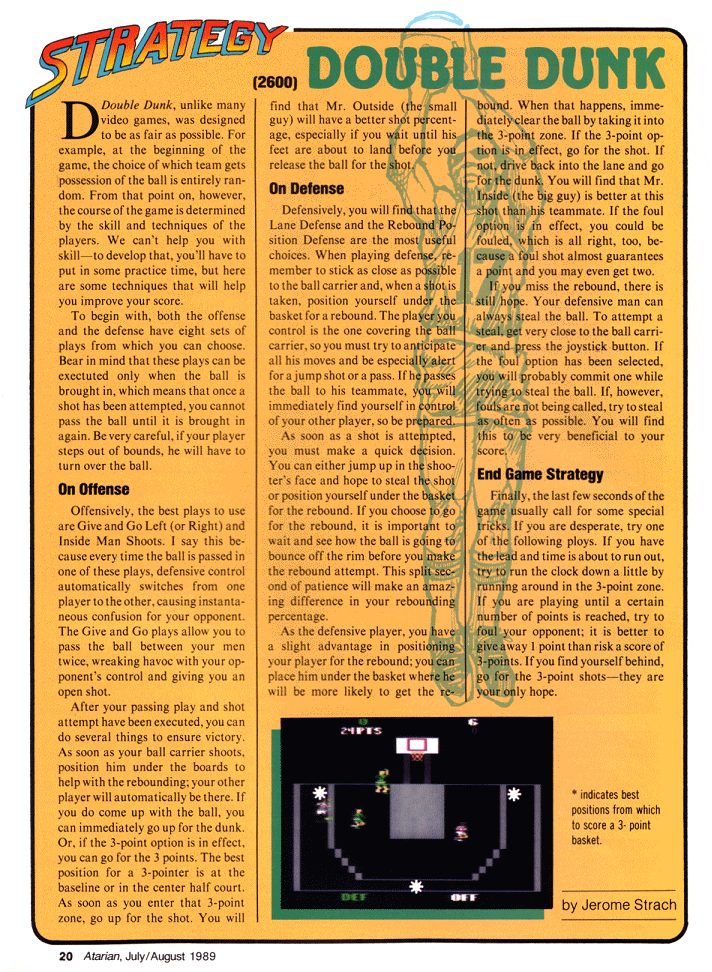 STRATEGY
(2600) DOUBLE DUNK
Double Dunk, unlike many
video games, was designed
to be as fair as possible. For
example, at the beginning of the
game, the choice of which team gets
possession of the ball is entirely ran-
dom. From that point on, however,
the course of the game is determined
by the skill and techniques of the
players. We can't help you with
skill—to develop that, you'll have to
put in some practice time, but here
are some techniques that will help
you improve your score.
To begin with, both the offense
and the defense have eight sets of
plays from which you can choose.
Bear in mind that these plays can be
exectuted only when the ball is
brought in, which means that once a
shot has been attempted, you cannot
pass the ball until it is brought in
again. Be very careful, if your player
steps out of bounds, he will have to
turn over the ball.
On Offense
Offensively, the best plays to use
are Give and Go Left (or Right) and
Inside Man Shoots. I say this be-
cause every time the ball is passed in
one of these plays, defensive control
automatically switches from one
player to the other, causing instanta-
neous confusion for your opponent.
The Give and Go plays allow you to
pass the ball between your men
twice, wreaking havoc with your op-
ponent's control and giving you an
open shot.
After your passing play and shot
attempt have been executed, you can
do several things to ensure victory.
As soon as your ball carrier shoots,
position him under the boards to
help with the rebounding; your other
player will automatically be there. If
you do come up with the ball, you
can immediately go up for the dunk.
Or, if the 3-point option is in effect,
you can go for the 3 points. The best
position for a 3-pointer is at the
baseline or in the center half court.
As soon as you enter that 3-point
zone, go up for the shot. You will
find that Mr. Outside (the small
guy) will have a better shot percent-
age, especially if you wait until his
feet are about to land before you
release the ball for the shot.
On Defense
Defensively, you will find that the
Lane Defense and the Rebound Po-
sition Defense are the most useful
choices. When playing defense, re-
member to stick as close as possible
to the ball carrier and, when a shot is
taken, position yourself under the
basket for a rebound. The player you
control is the one covering the ball
carrier, so you must try to anticipate
all his moves and be especially alert
for a jump shot or a pass. If he passes
the ball to his teammate, you will
immediately find yourself in control
of your other player, so be prepared.
As soon as a shot is attempted,
you must make a quick decision.
You can either jump up in the shoo-
ter's face and hope to steal the shot
or position yourself under the basket
for the rebound. If you choose to go
for the rebound, it is important to
wait and see how the ball is going to
bounce off the rim before you make
the rebound attempt. This split sec-
ond of patience will make an amaz-
ing difference in your rebounding
percentage.
As the defensive player, you have
a slight advantage in positioning
your player for the rebound; you can
place him under the basket where he
will be more likely to get the re-
bound. When that happens, imme-
diately clear the ball by taking it into
the 3-point zone. If the 3-point op-
tion is in effect, go for the shot. If
not, drive back into the lane and go
for the dunk. You will find that Mr.
Inside (the big guy) is better at this
shot than his teammate. If the foul
option is in effect, you could be
fouled, which is all right, too, be-
cause a foul shot almost guarantees
a point and you may even get two.
If you miss the rebound, there is
still hope. Your defensive man can
always steal the ball. To attempt a
steal, get very close to the ball carri-
er and press the joystick button. If
the foul option has been selected,
you will probably commit one while
trying to steal the ball. If, however,
fouls are not being called, try to steal
as often as possible. You will find
this to be very beneficial to your
score.
End Game Strategy
Finally, the last few seconds of the
game usually call for some special
tricks. If you are desperate, try one
of the following ploys. If you have
the lead and time is about to run out,
try to run the clock down a little by
running around in the 3-point zone.
If you are playing until a certain
number of points is reached, try to
foul your opponent; it is better to
give away 1 point than risk a score of
3-points. If you find yourself behind,
go for the 3-point shots—they are
your only hope.
17
0 6
24PTS 0
DEF OFF
* indicates best
positions from which
to score a 3- point
basket.
by Jerome Strach
20 Atarian, July/August 1989